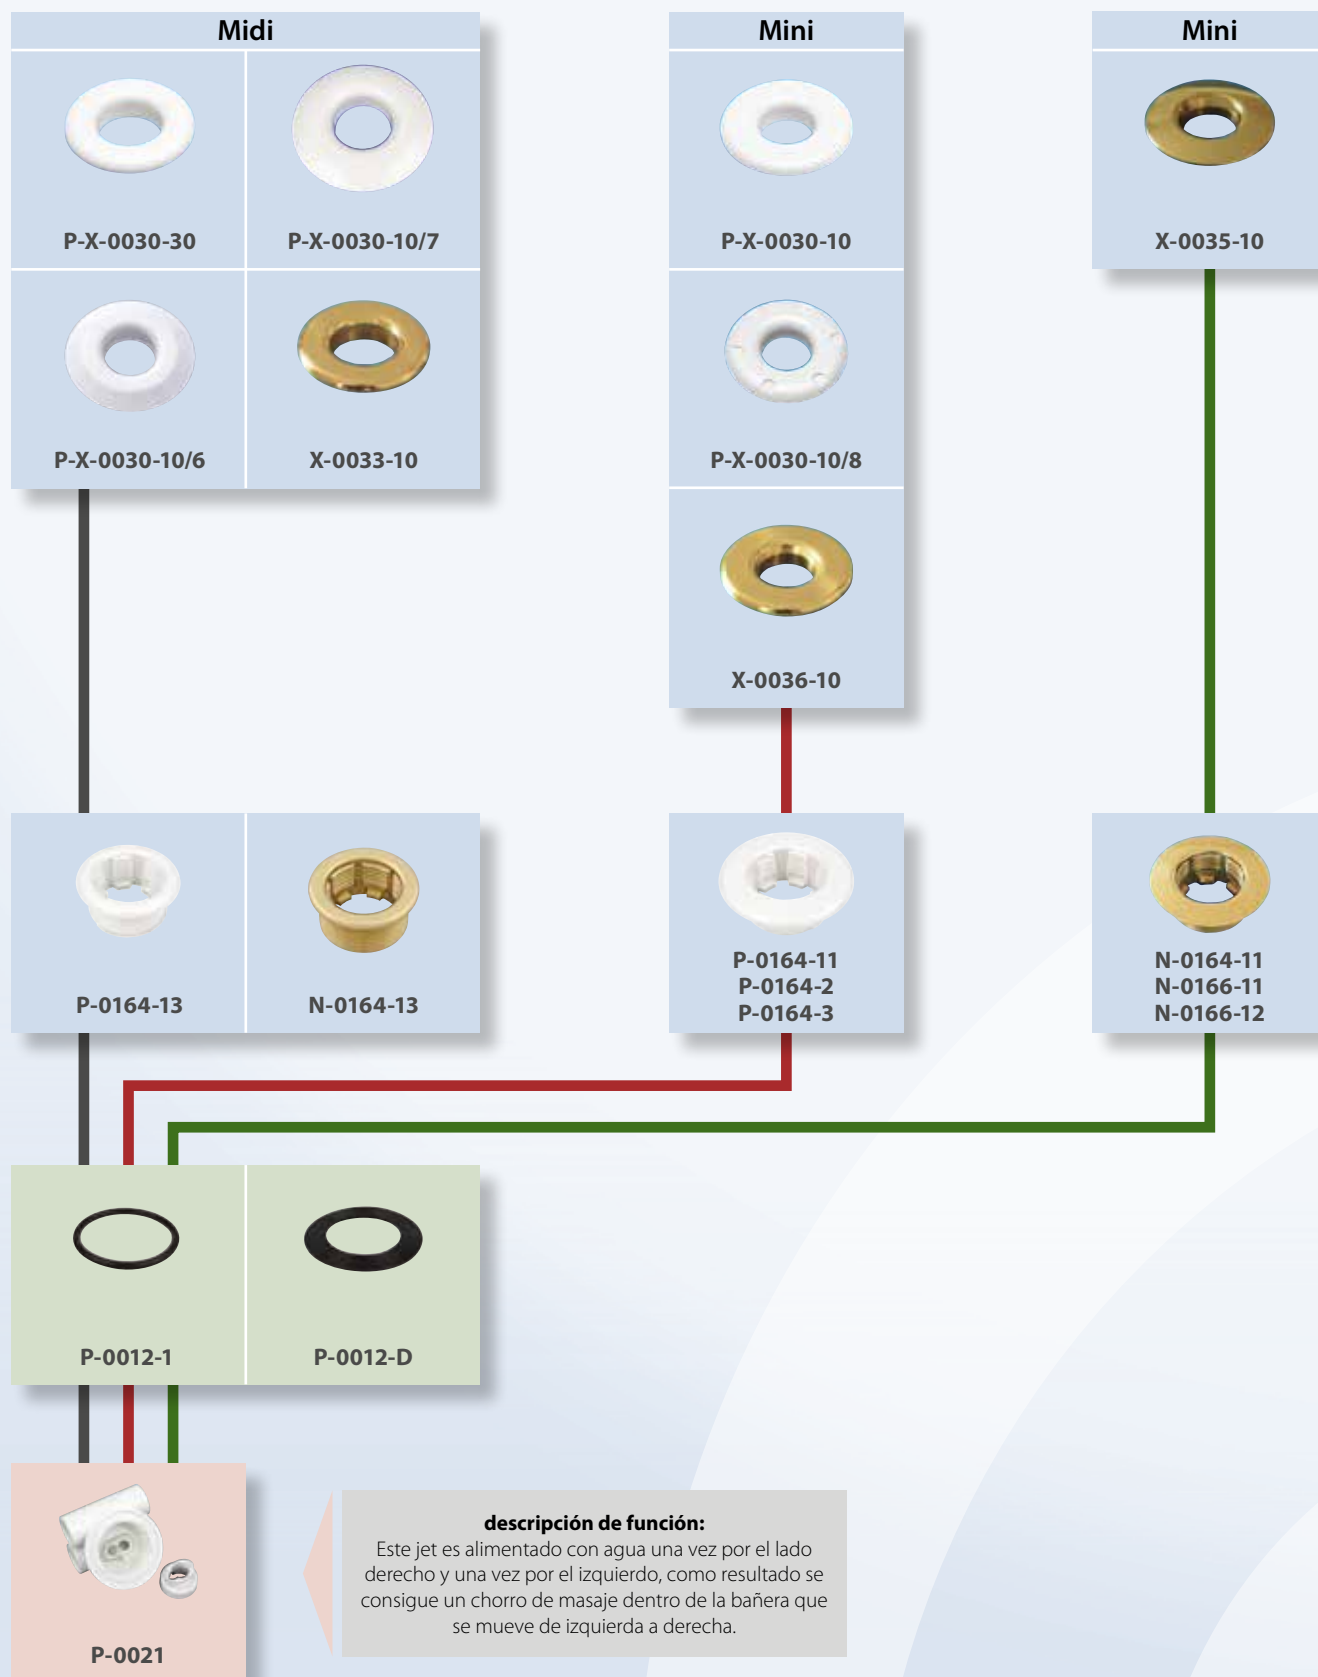 Midi
Mini
Mini
P-X-0030-30
P-X-0030-10/7
P-X-0030-10
X-0035-10
P-X-0030-10/6
X-0033-10
P-X-0030-10/8
X-0036-10
P-0164-13
N-0164-13
P-0164-11
P-0164-2
P-0164-3
N-0164-11
N-0166-11
N-0166-12
P-0012-1
P-0012-D
P-0021
descripción de función:
Este jet es alimentado con agua una vez por el lado
derecho y una vez por el izquierdo, como resultado se
consigue un chorro de masaje dentro de la bañera que
se mueve de izquierda a derecha.